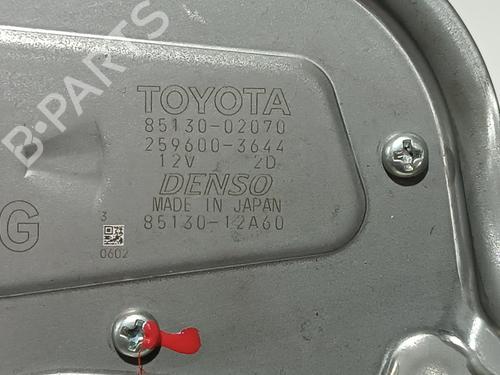 B-PARTS
TOYOTA
85130-02070
259600-3644
12V 2D
DENSO
MADE IN JAPAN
85130-12A60
G
3
0602